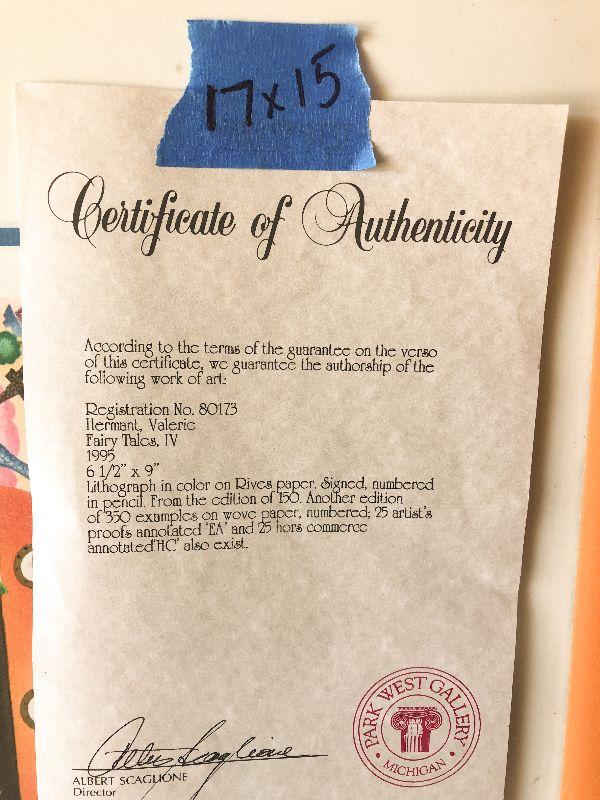 17x15
Certificate of Authenticity
According to the terms of the guarantee on the verso
of this certificate, we guarantee the authorship of the
following work of art:
Registration No. 80173
Hermant, Valerie
Fairy Tales, IV
1995
6 1/2" x 9"
Lithograph in color on Rives paper. Signed, numbered
in pencil. From the edition of 150. Another edition
of 350 examples on wove paper, numbered; 25 artist's
proofs annotated 'EA' and 25 hors commerce
annotated 'HC' also exist.
PARK WEST GALLERY
MICHIGAN
Albert Scaglione
ALBERT SCAGLIONE
Director